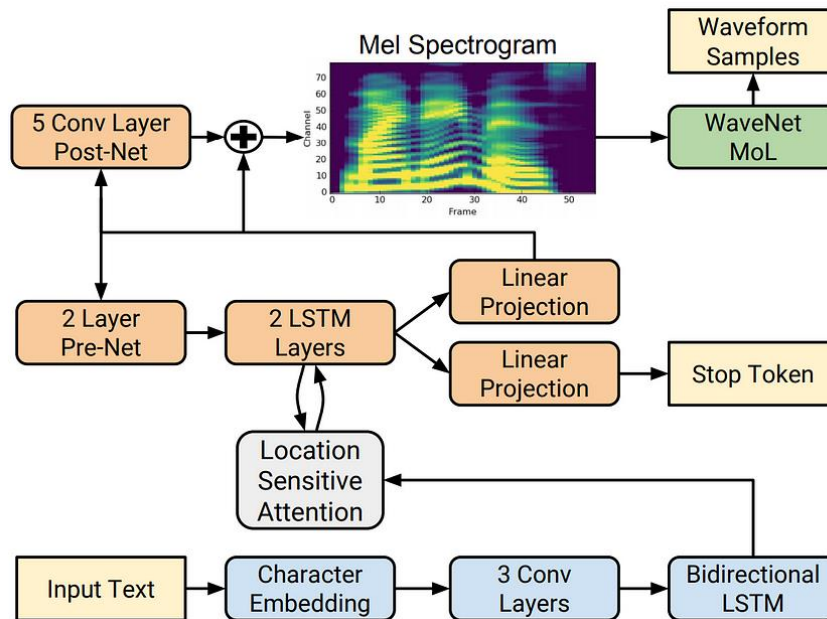 Mel Spectrogram
Waveform
Samples
5 Conv Layer
Post-Net
WaveNet
MoL
Channel
70
60
50
40
30
20
10
0
0 10 20 30 40 50
Frame
2 Layer
Pre-Net
2 LSTM
Layers
Linear
Projection
Linear
Projection
Stop Token
Location
Sensitive
Attention
Input Text
Character
Embedding
3 Conv
Layers
Bidirectional
LSTM